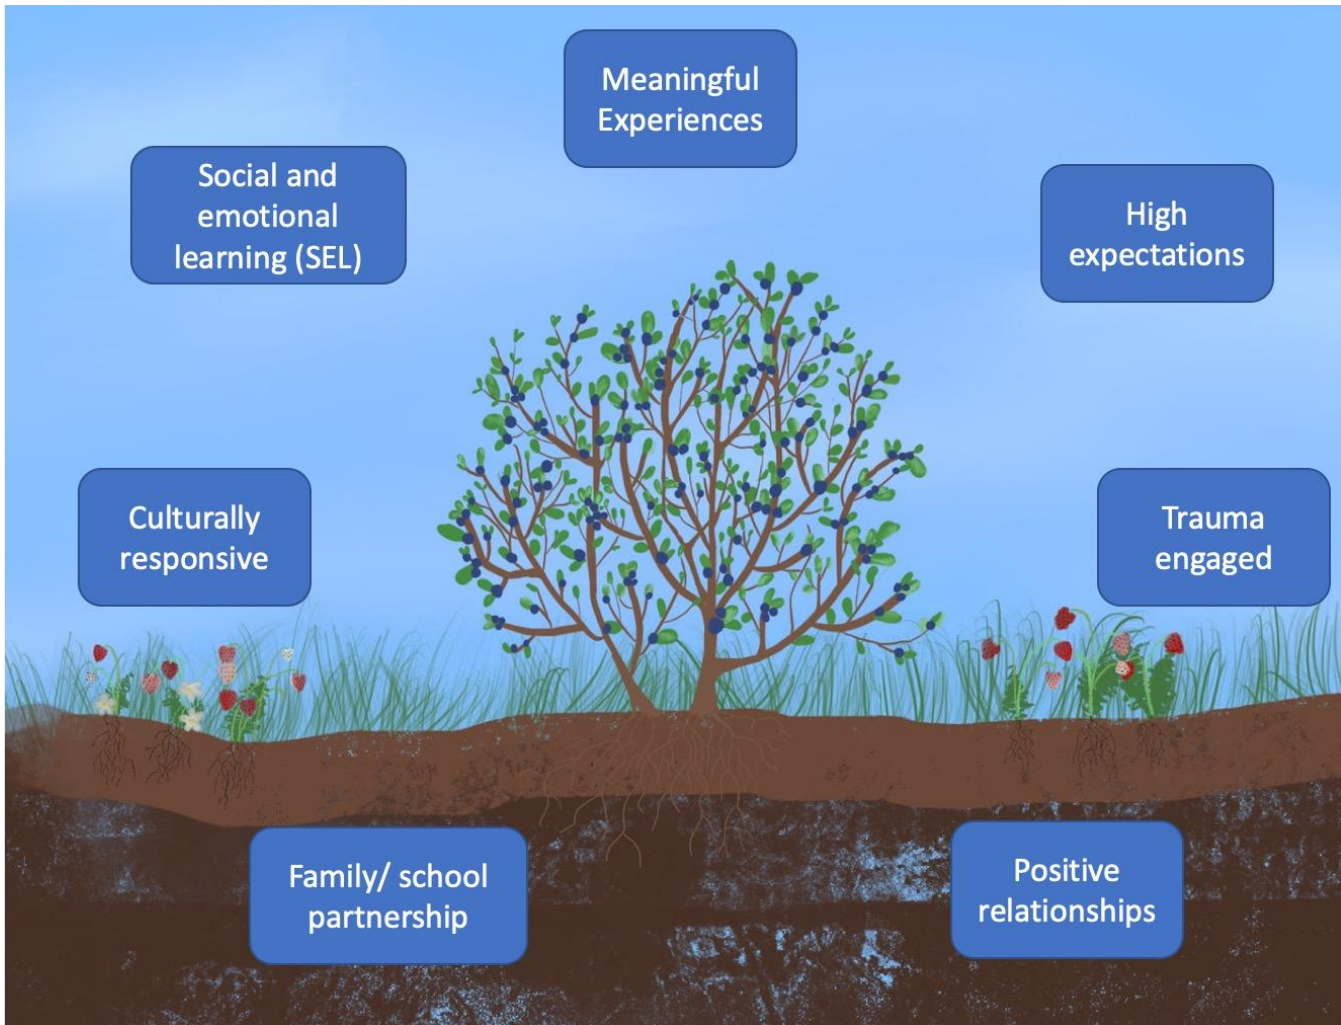 Meaningful
Experiences
Social and
emotional
learning (SEL)
High
expectations
Culturally
responsive
Trauma
engaged
Family/ school
partnership
Positive
relationships